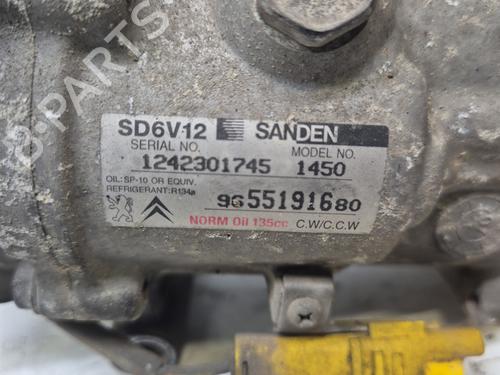 SD6V12 SANDEN
SERIAL NO. MODEL NO.
1242301745 1450
OIL:SP-10 OR EQUIV.
REFRIGERANT:R134a
9655191680
NORM Oil 135cc C.W/C.C.W